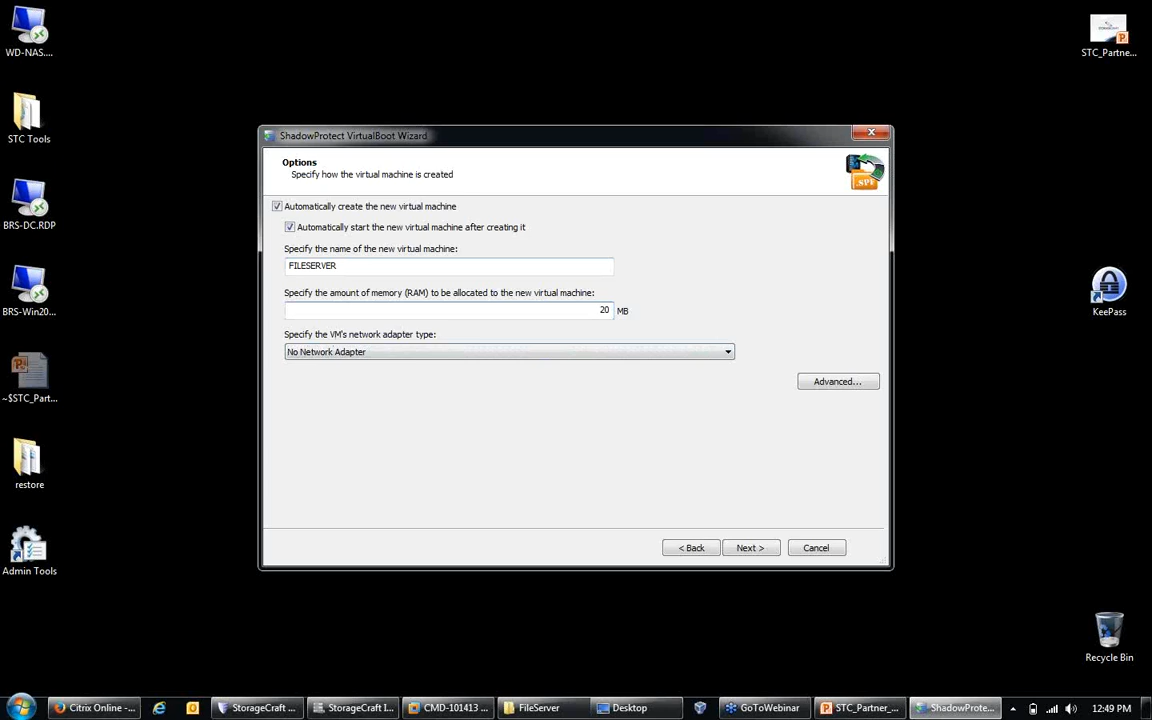 WD-NAS....
STC Tools
BRS-DC.RDP
BRS-Win20...
~$STC_Part...
restore
Admin Tools
STC_Partne...
KeePass
Recycle Bin
ShadowProtect VirtualBoot Wizard
Options
Specify how the virtual machine is created
.SPF
Automatically create the new virtual machine
Automatically start the new virtual machine after creating it
Specify the name of the new virtual machine:
FILESERVER
Specify the amount of memory (RAM) to be allocated to the new virtual machine:
20 MB
Specify the VM's network adapter type:
No Network Adapter
Advanced...
< Back Next > Cancel
Citrix Online -... StorageCraft ... StorageCraft I... CMD-101413 ... FileServer Desktop GoToWebinar STC_Partner_... ShadowProte... 12:49 PM